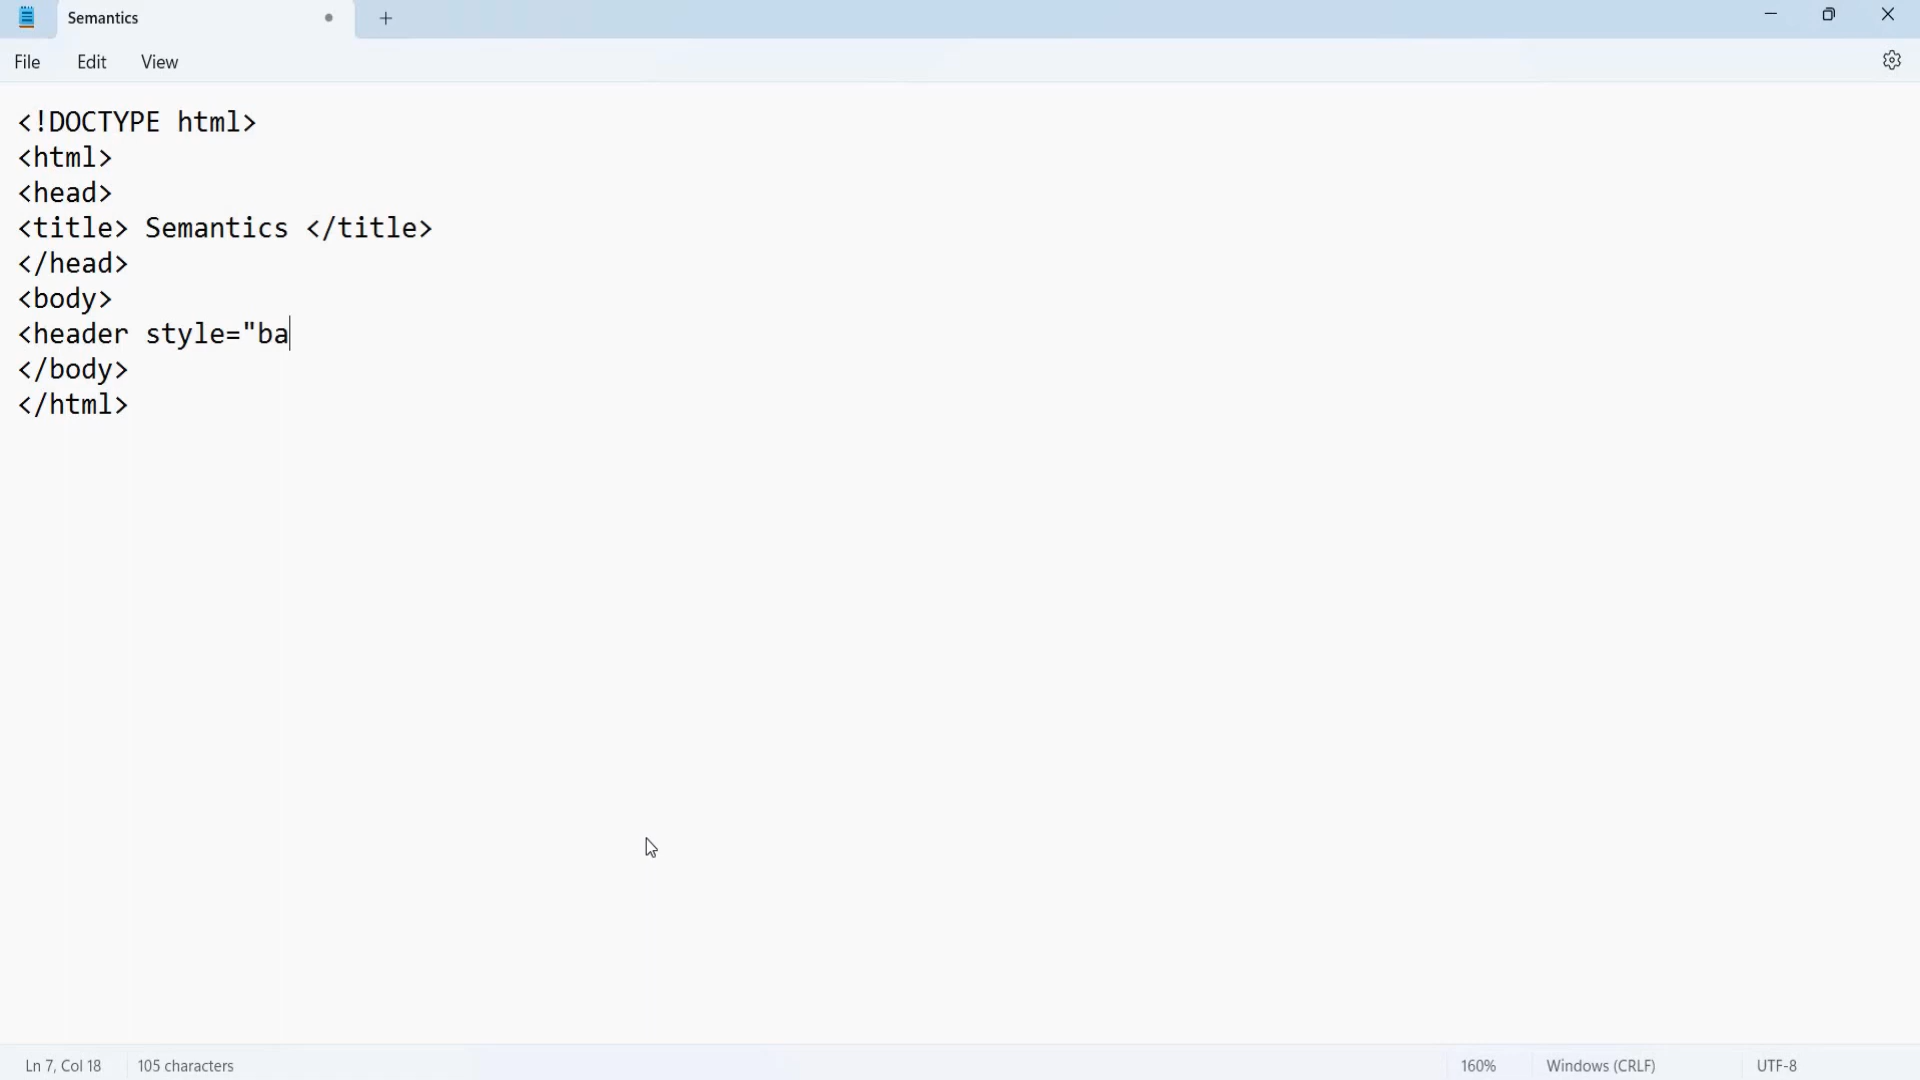 Semantics
File Edit View
<!DOCTYPE html>
<html>
<head>
<title> Semantics </title>
</head>
<body>
<header style="ba
</body>
</html>
Ln 7, Col 18 105 characters 160% Windows (CRLF) UTF-8